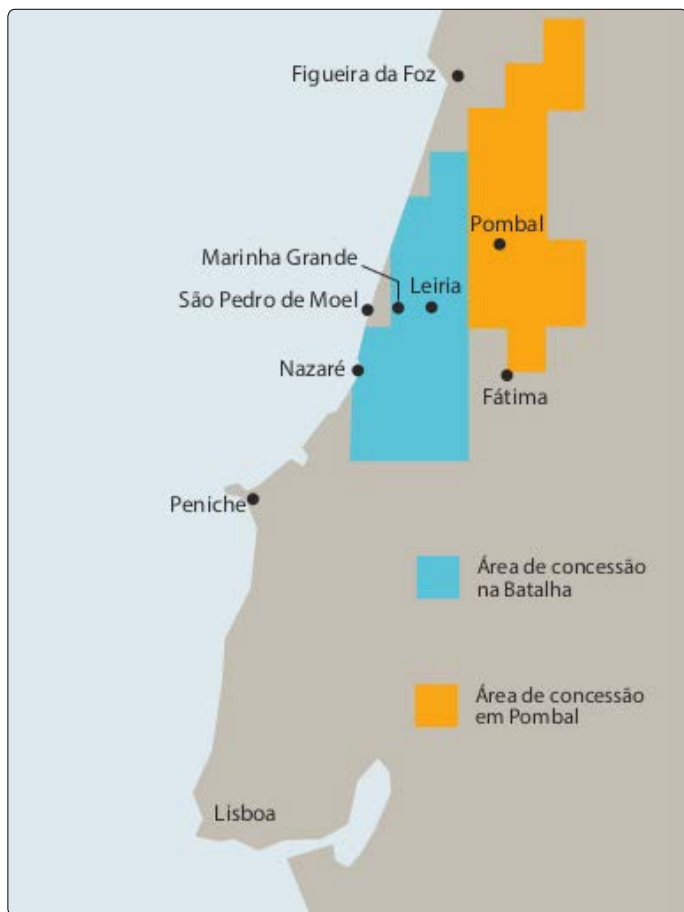 Figueira da Foz
Pombal
Marinha Grande
Leiria
São Pedro de Moel
Nazaré
Fátima
Peniche
Área de concessão
na Batalha
Área de concessão
em Pombal
Lisboa